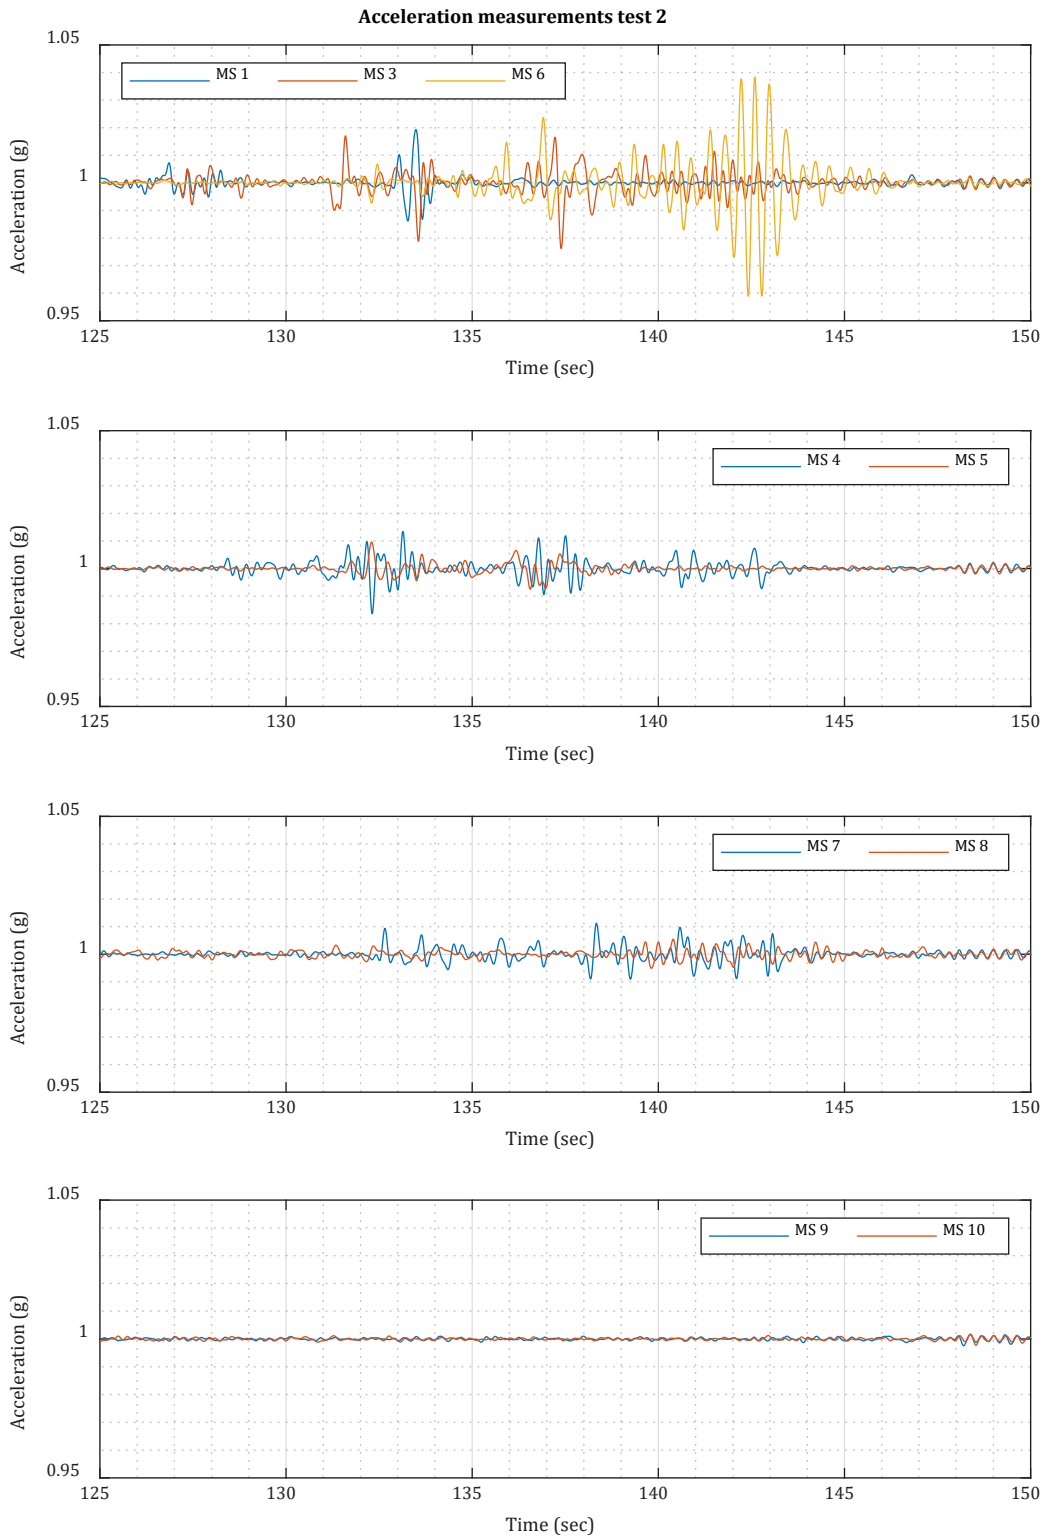 Acceleration measurements test 2
1.05
MS 1 MS 3 MS 6
Acceleration (g)
1
0.95
125 130 135 140 145 150
Time (sec)
1.05
MS 4 MS 5
Acceleration (g)
1
0.95
125 130 135 140 145 150
Time (sec)
1.05
MS 7 MS 8
Acceleration (g)
1
0.95
125 130 135 140 145 150
Time (sec)
1.05
MS 9 MS 10
Acceleration (g)
1
0.95
125 130 135 140 145 150
Time (sec)